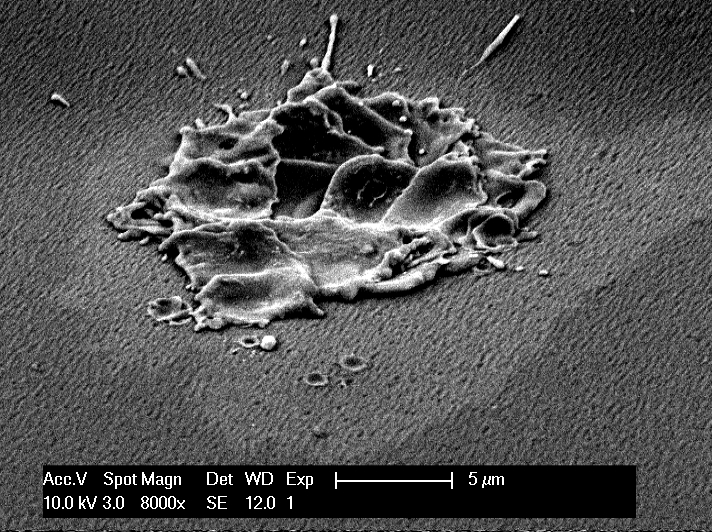 Acc.V Spot Magn Det WD Exp 5 µm
10.0 kV 3.0 8000x SE 12.0 1